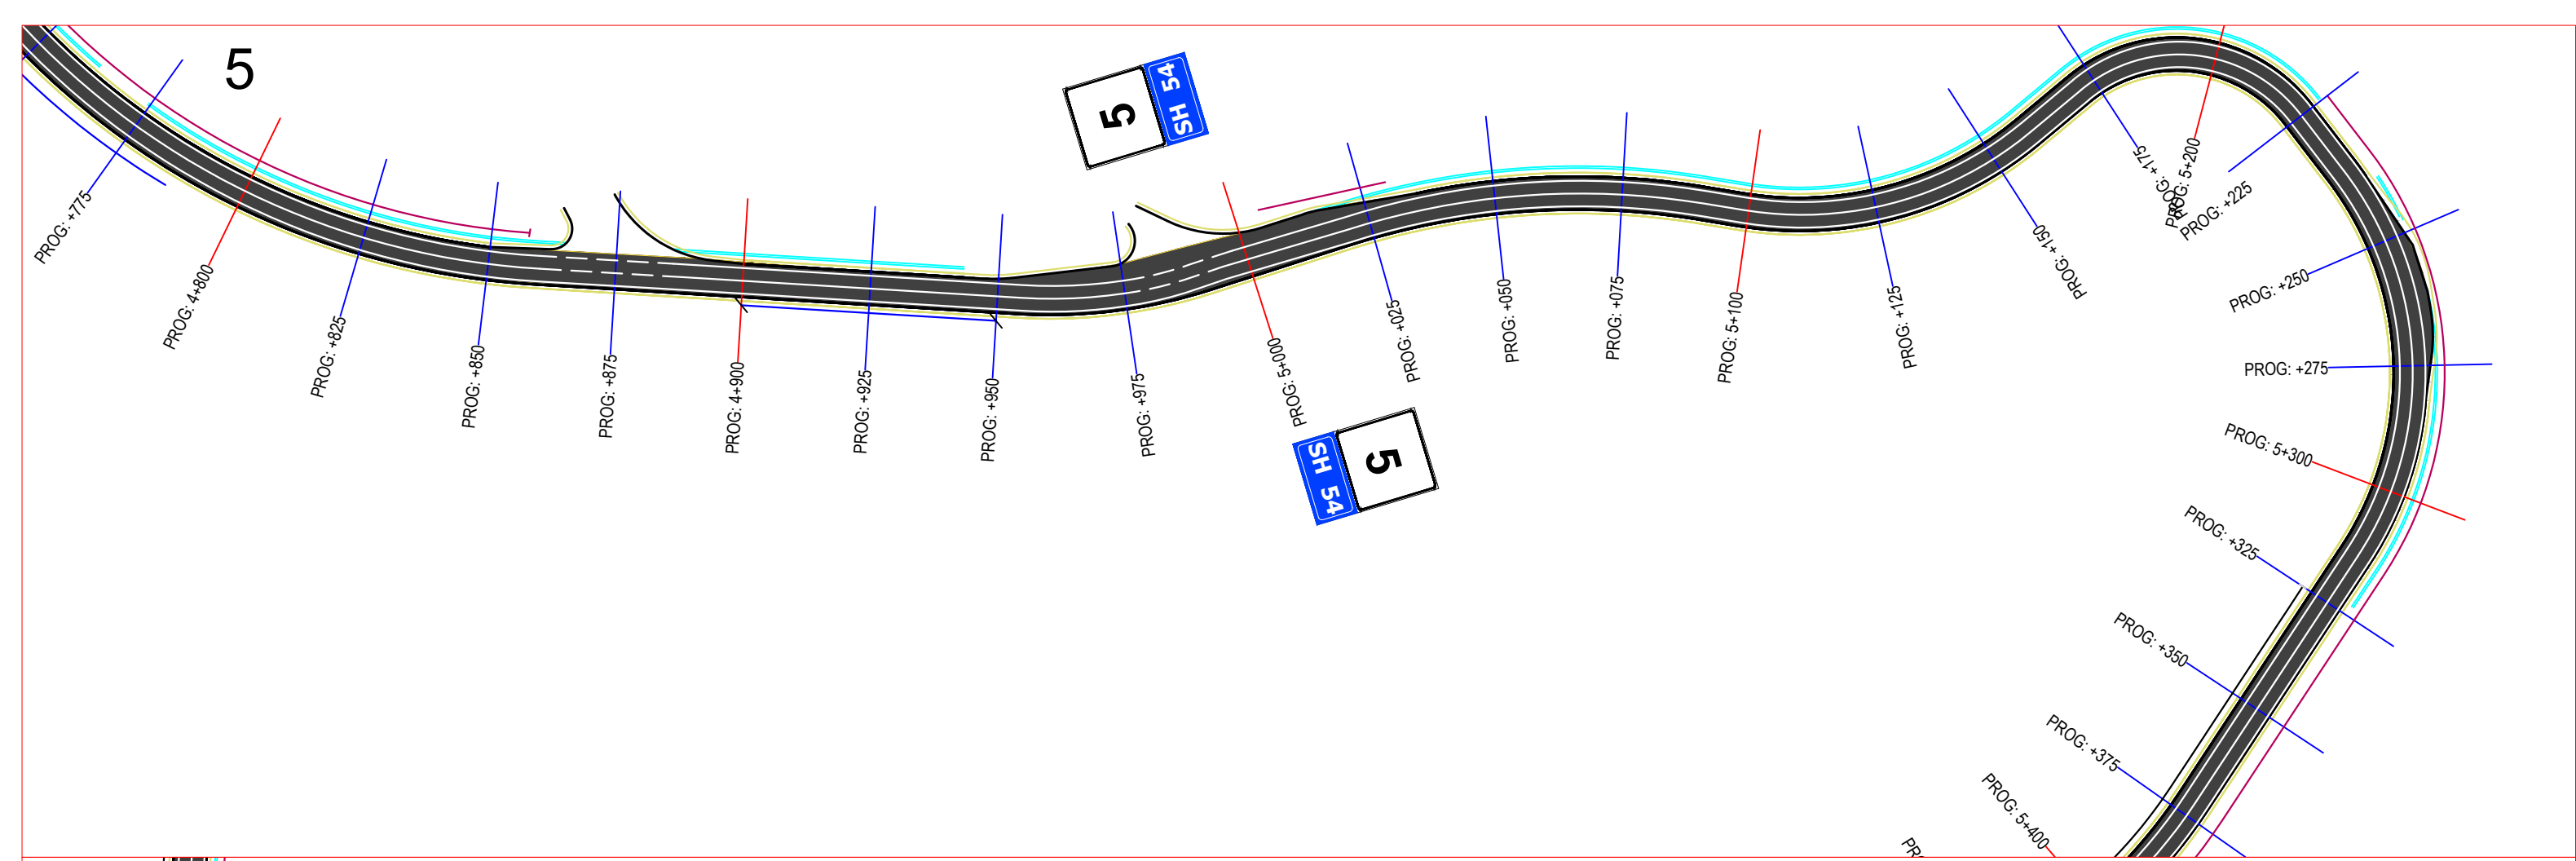 5
PROG: +775
PROG: 4+800
PROG: +825
PROG: +850
PROG: +875
PROG: 4+900
PROG: +925
PROG: +950
PROG: +975
5
SH 54
PROG: 5+000
SH 54
5
PROG: +025
PROG: +050
PROG: +075
PROG: 5+100
PROG: +125
PROG: +150
PROG: +175
PROG: 5+200
PROG: +225
PROG: +250
PROG: +275
PROG: 5+300
PROG: +325
PROG: +350
PROG: +375
PROG: 5+400